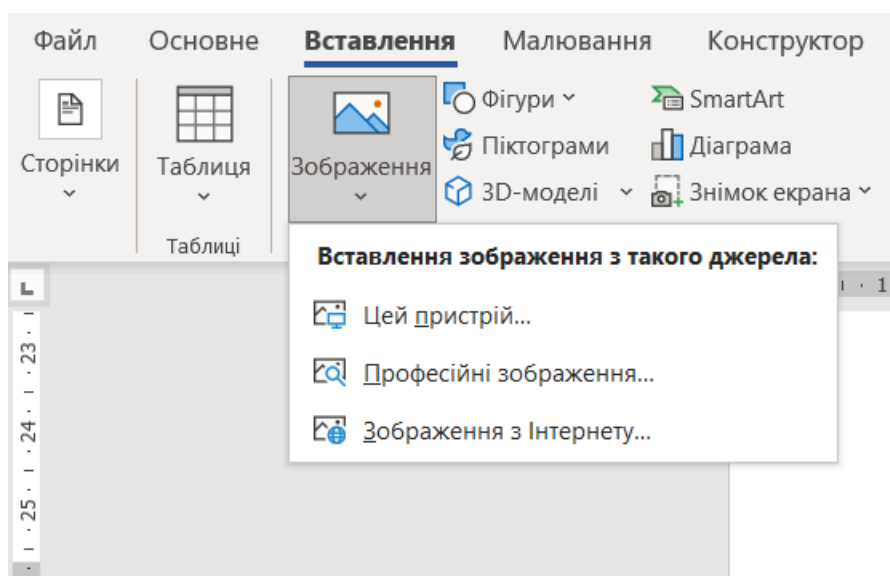 Файл Основне Вставлення Малювання Конструктор
Сторінки
Таблиця
Таблиці
Зображення
Фігури
Піктограми
3D-моделі
SmartArt
Діаграма
Знімок екрана
Вставлення зображення з такого джерела:
Цей пристрій...
Професійні зображення...
Зображення з Інтернету...
L
1
23
24
25